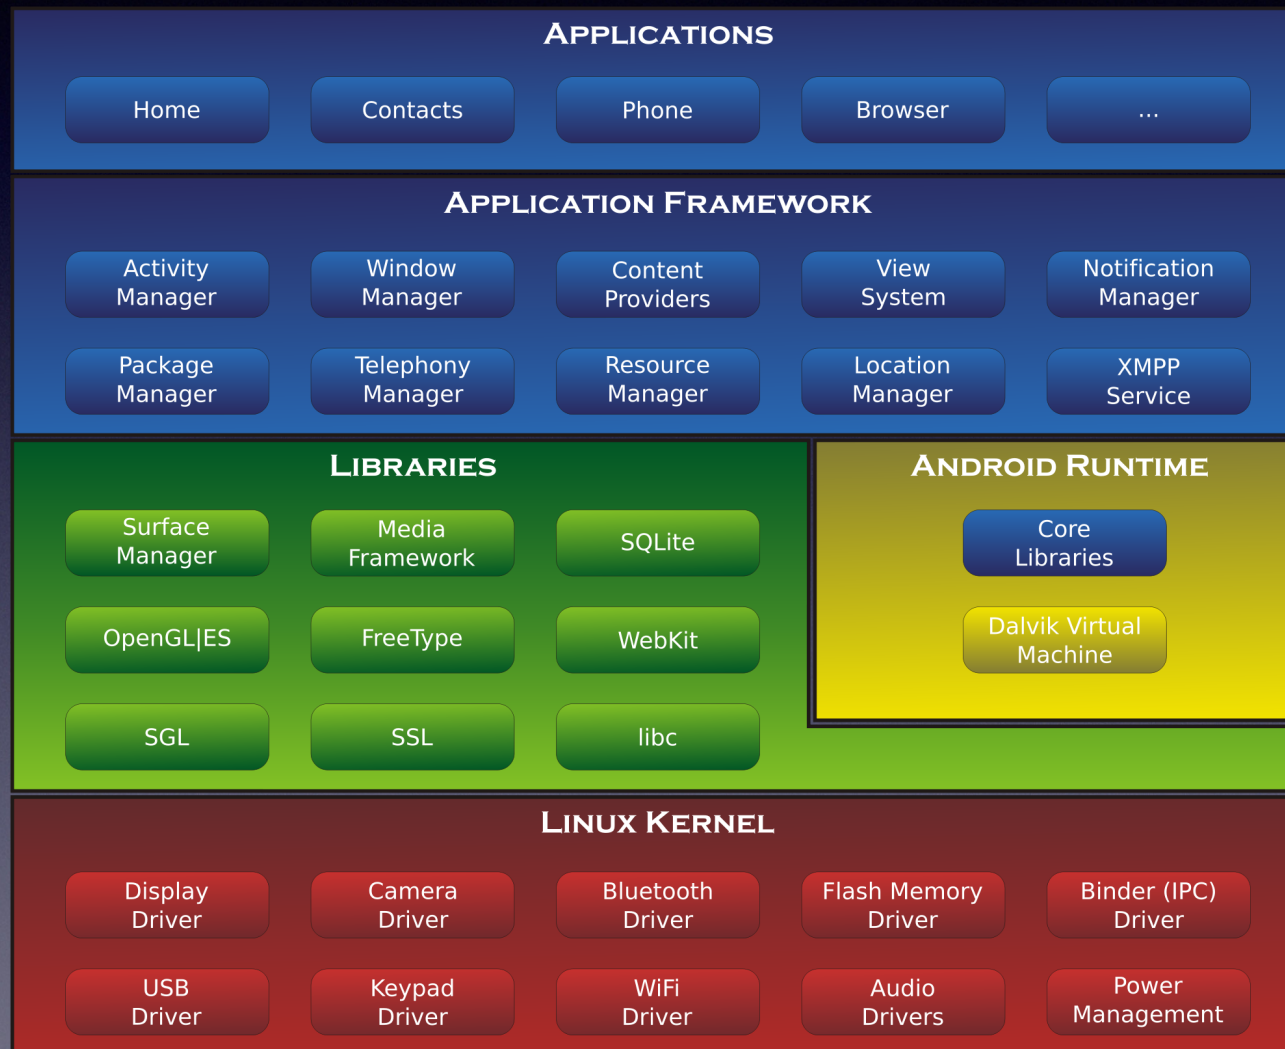 APPLICATIONS
Home
Contacts
Phone
Browser
...
APPLICATION FRAMEWORK
Activity
Manager
Window
Manager
Content
Providers
View
System
Notification
Manager
Package
Manager
Telephony
Manager
Resource
Manager
Location
Manager
XMPP
Service
LIBRARIES
Surface
Manager
Media
Framework
SQLite
OpenGL|ES
FreeType
WebKit
SGL
SSL
libc
ANDROID RUNTIME
Core
Libraries
Dalvik Virtual
Machine
LINUX KERNEL
Display
Driver
Camera
Driver
Bluetooth
Driver
Flash Memory
Driver
Binder (IPC)
Driver
USB
Driver
Keypad
Driver
WiFi
Driver
Audio
Drivers
Power
Management